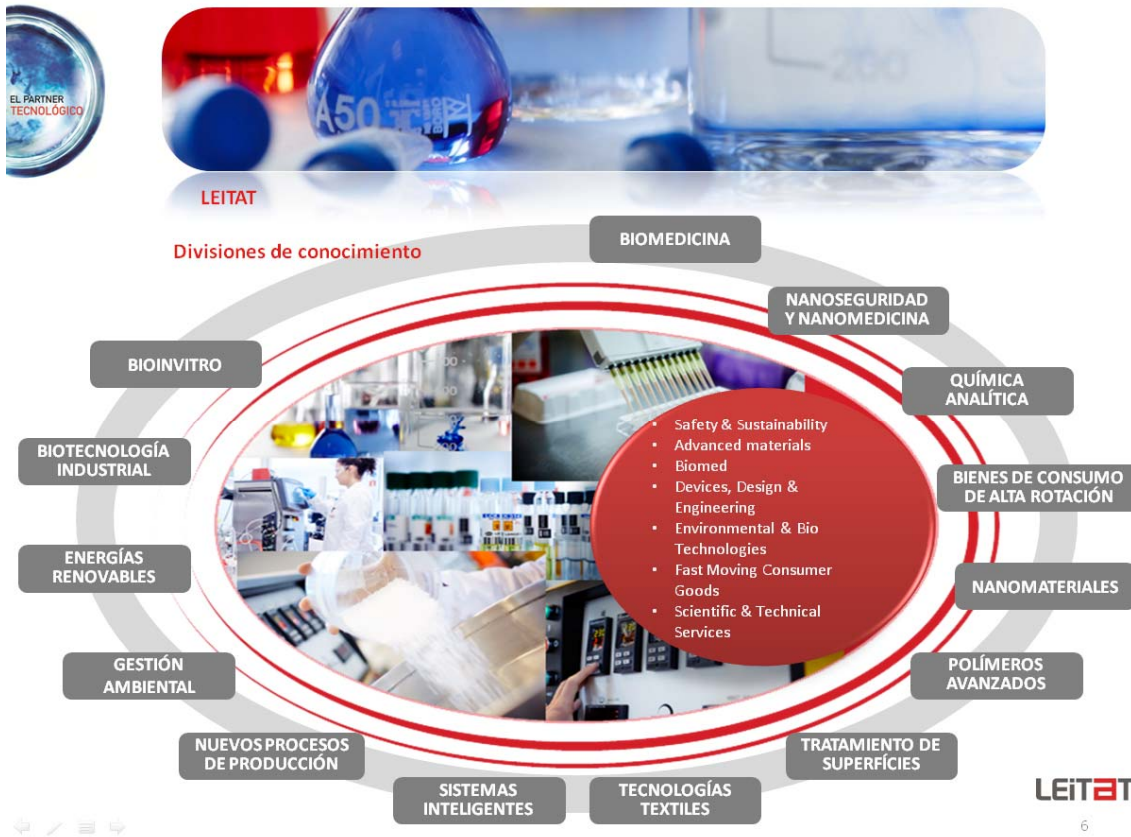 EL PARTNER
TECNOLÓGICO
250
A50
LEITAT
Divisiones de conocimiento
BIOMEDICINA
NANOSEGURIDAD
Y NANOMEDICINA
QUÍMICA
ANALÍTICA
BIENES DE CONSUMO
DE ALTA ROTACIÓN
NANOMATERIALES
POLÍMEROS
AVANZADOS
TRATAMIENTO DE
SUPERFÍCIES
TECNOLOGÍAS
TEXTILES
SISTEMAS
INTELIGENTES
NUEVOS PROCESOS
DE PRODUCCIÓN
GESTIÓN
AMBIENTAL
ENERGÍAS
RENOVABLES
BIOTECNOLOGÍA
INDUSTRIAL
BIOINVITRO
• Safety & Sustainability
• Advanced materials
• Biomed
• Devices, Design &
Engineering
• Environmental & Bio
Technologies
• Fast Moving Consumer
Goods
• Scientific & Technical
Services
LEITAT
6